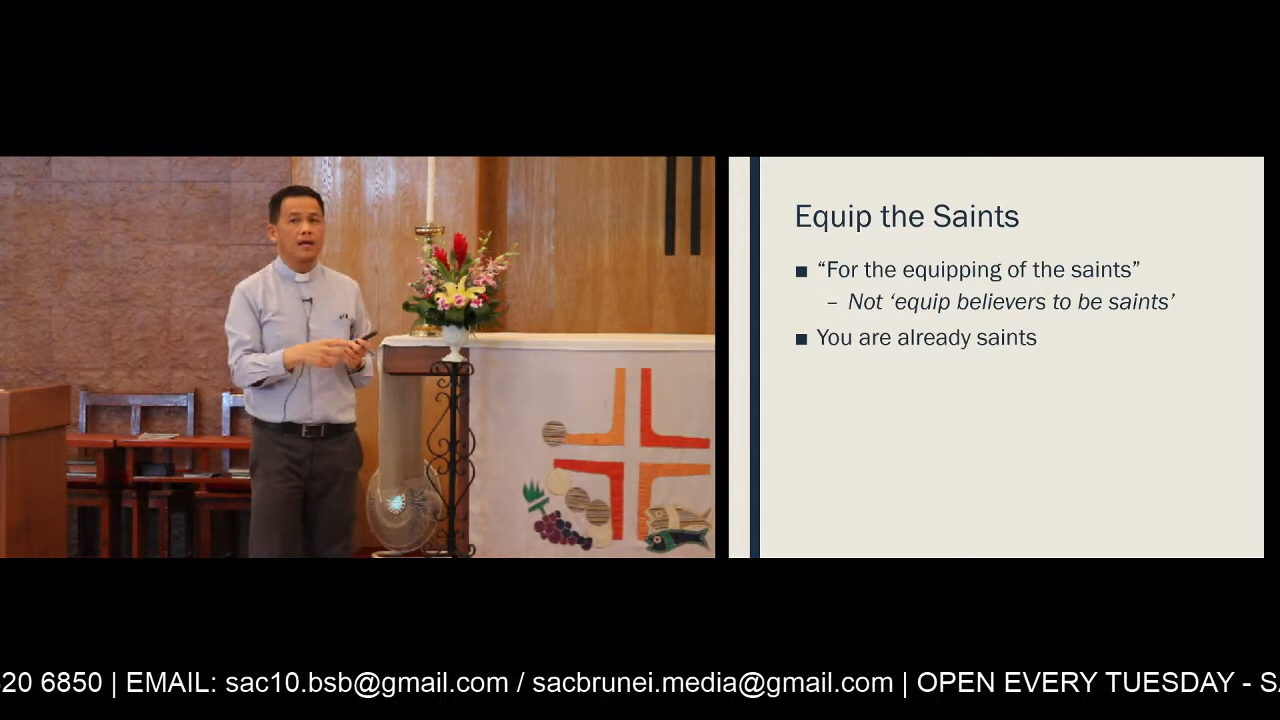 Equip the Saints
■ “For the equipping of the saints”
– Not ‘equip believers to be saints’
■ You are already saints
20 6850 | EMAIL: sac10.bsb@gmail.com / sacbrunei.media@gmail.com | OPEN EVERY TUESDAY - S